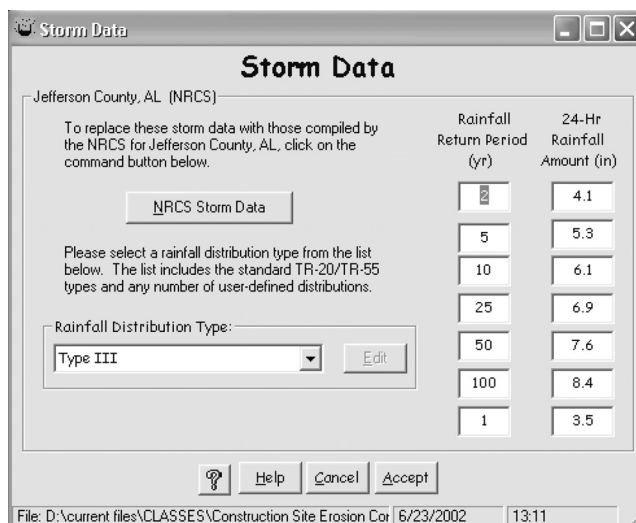 Storm Data
Storm Data
Jefferson County, AL (NRCS)
To replace these storm data with those compiled by
the NRCS for Jefferson County, AL, click on the
command button below.
NRCS Storm Data
Please select a rainfall distribution type from the list
below. The list includes the standard TR-20/TR-55
types and any number of user-defined distributions.
Rainfall Distribution Type:
Type III
Edit
Rainfall 24-Hr
Return Period Rainfall
(yr) Amount (in)
2 4.1
5 5.3
10 6.1
25 6.9
50 7.6
100 8.4
1 3.5
? Help Cancel Accept
File: D:\current files\CLASSES\Construction Site Erosion Cor 6/23/2002 13:11